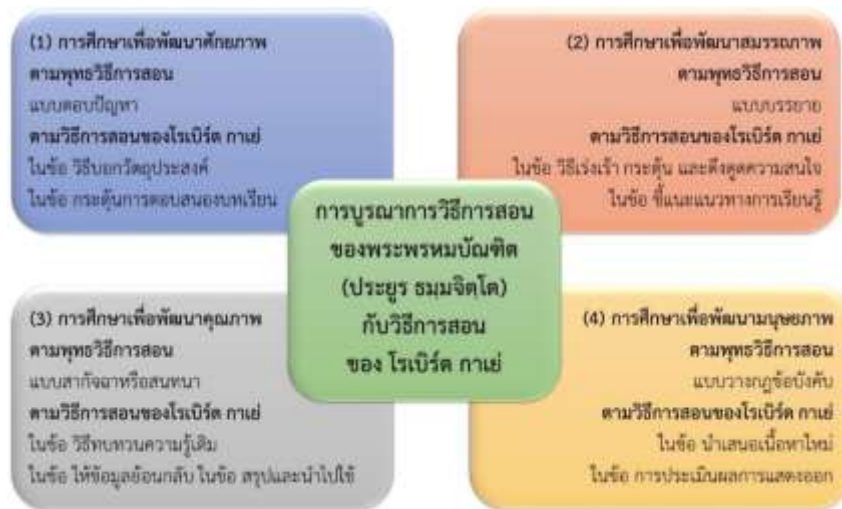 (1) การศึกษาเพื่อพัฒนาศักยภาพ
ตามพุทธวิธีการสอน
แบบตอบปัญหา
ตามวิธีการสอนของโรเบิร์ต กาเย่
ในข้อ วิธีบอกวัตถุประสงค์
ในข้อ กระตุ้นการตอบสนองบทเรียน
(2) การศึกษาเพื่อพัฒนาสมรรถภาพ
ตามพุทธวิธีการสอน
แบบบรรยาย
ตามวิธีการสอนของโรเบิร์ต กาเย่
ในข้อ วิธีเร่งเร้า กระตุ้น และดึงดูดความสนใจ
ในข้อ ชี้แนะแนวทางการเรียนรู้
การบูรณาการวิธีการสอน
ของพระพรหมบัณฑิต
(ประยูร ธมฺมจิตฺโต)
กับวิธีการสอน
ของ โรเบิร์ต กาเย่
(3) การศึกษาเพื่อพัฒนาคุณภาพ
ตามพุทธวิธีการสอน
แบบสากัจฉาหรือสนทนา
ตามวิธีการสอนของโรเบิร์ต กาเย่
ในข้อ วิธีทบทวนความรู้เดิม
ในข้อ ให้ข้อมูลย้อนกลับ ในข้อ สรุปและนำไปใช้
(4) การศึกษาเพื่อพัฒนามนุษยภาพ
ตามพุทธวิธีการสอน
แบบวางกฎข้อบังคับ
ตามวิธีการสอนของโรเบิร์ต กาเย่
ในข้อ นำเสนอเนื้อหาใหม่
ในข้อ การประเมินผลการแสดงออก